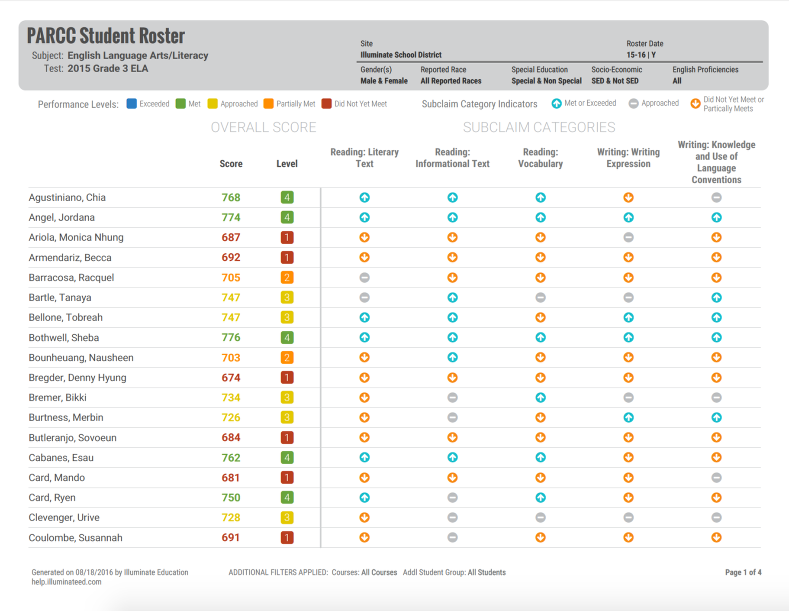 PARCC Student Roster
Subject: English Language Arts/Literacy
Test: 2015 Grade 3 ELA
Site Roster Date
Illuminate School District 15-16 | Y
Gender(s) Reported Race Special Education Socio-Economic English Proficiencies
Male & Female All Reported Races Special & Non Special SED & Not SED All
Performance Levels: Exceeded Met Approached Partially Met Did Not Yet Meet
Subclaim Category Indicators Met or Exceeded Approached Did Not Yet Meet or
Partially Meets
OVERALL SCORE SUBCLAIM CATEGORIES
Score Level
Reading: Literary
Text
Reading:
Informational Text
Reading:
Vocabulary
Writing: Writing
Expression
Writing: Knowledge
and Use of
Language
Conventions
Agustiniano, Chia 768 4
Angel, Jordana 774 4
Ariola, Monica Nhung 687 1
Armendariz, Becca 692 1
Barracosa, Racquel 705 2
Bartle, Tanaya 747 3
Bellone, Tobreah 747 3
Bothwell, Sheba 776 4
Bounheuang, Nausheen 703 2
Bregder, Denny Hyung 674 1
Bremer, Bikki 734 3
Burtness, Merbin 726 3
Butleranjo, Sovoeun 684 1
Cabanes, Esau 762 4
Card, Mando 681 1
Card, Ryen 750 4
Clevenger, Urive 728 3
Coulombe, Susannah 691 1
Generated on 08/18/2016 by Illuminate Education ADDITIONAL FILTERS APPLIED: Courses: All Courses Addl Student Group: All Students Page 1 of 4
help.illuminateed.com